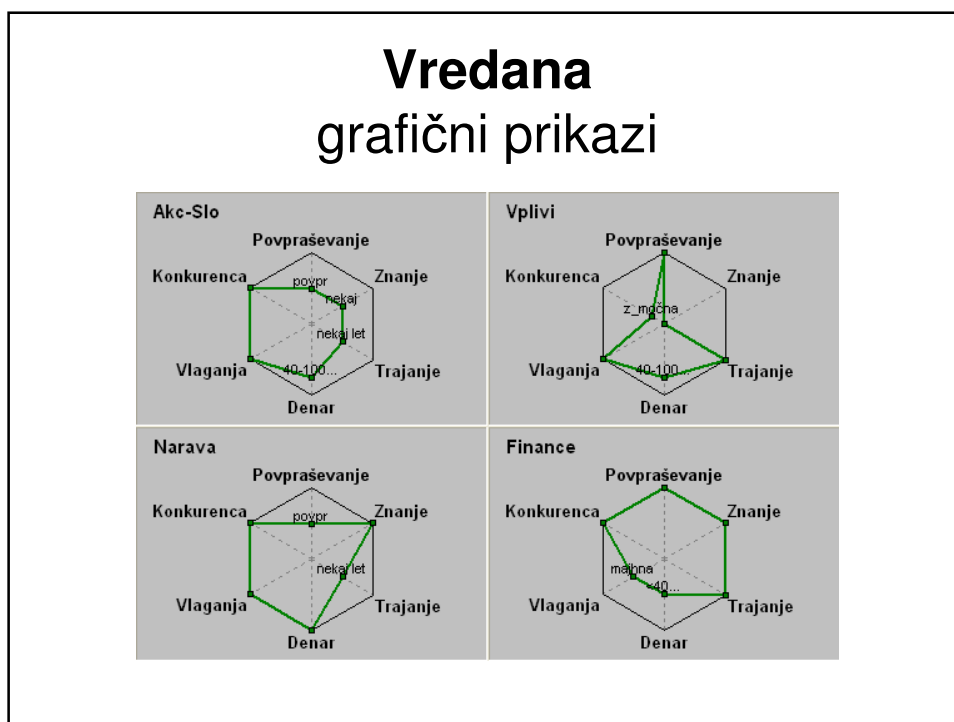 Vredana
grafični prikazi
Akc-Slo
Povpraševanje
Konkurenca
Znanje
povpr
nekaj
nekaj let
Vlaganja
40-100...
Trajanje
Denar
Vplivi
Povpraševanje
Konkurenca
Znanje
z_močna
Vlaganja
40-100...
Trajanje
Denar
Narava
Povpraševanje
Konkurenca
Znanje
povpr
nekaj let
Vlaganja
Trajanje
Denar
Finance
Povpraševanje
Konkurenca
Znanje
majhna
<40...
Vlaganja
Trajanje
Denar